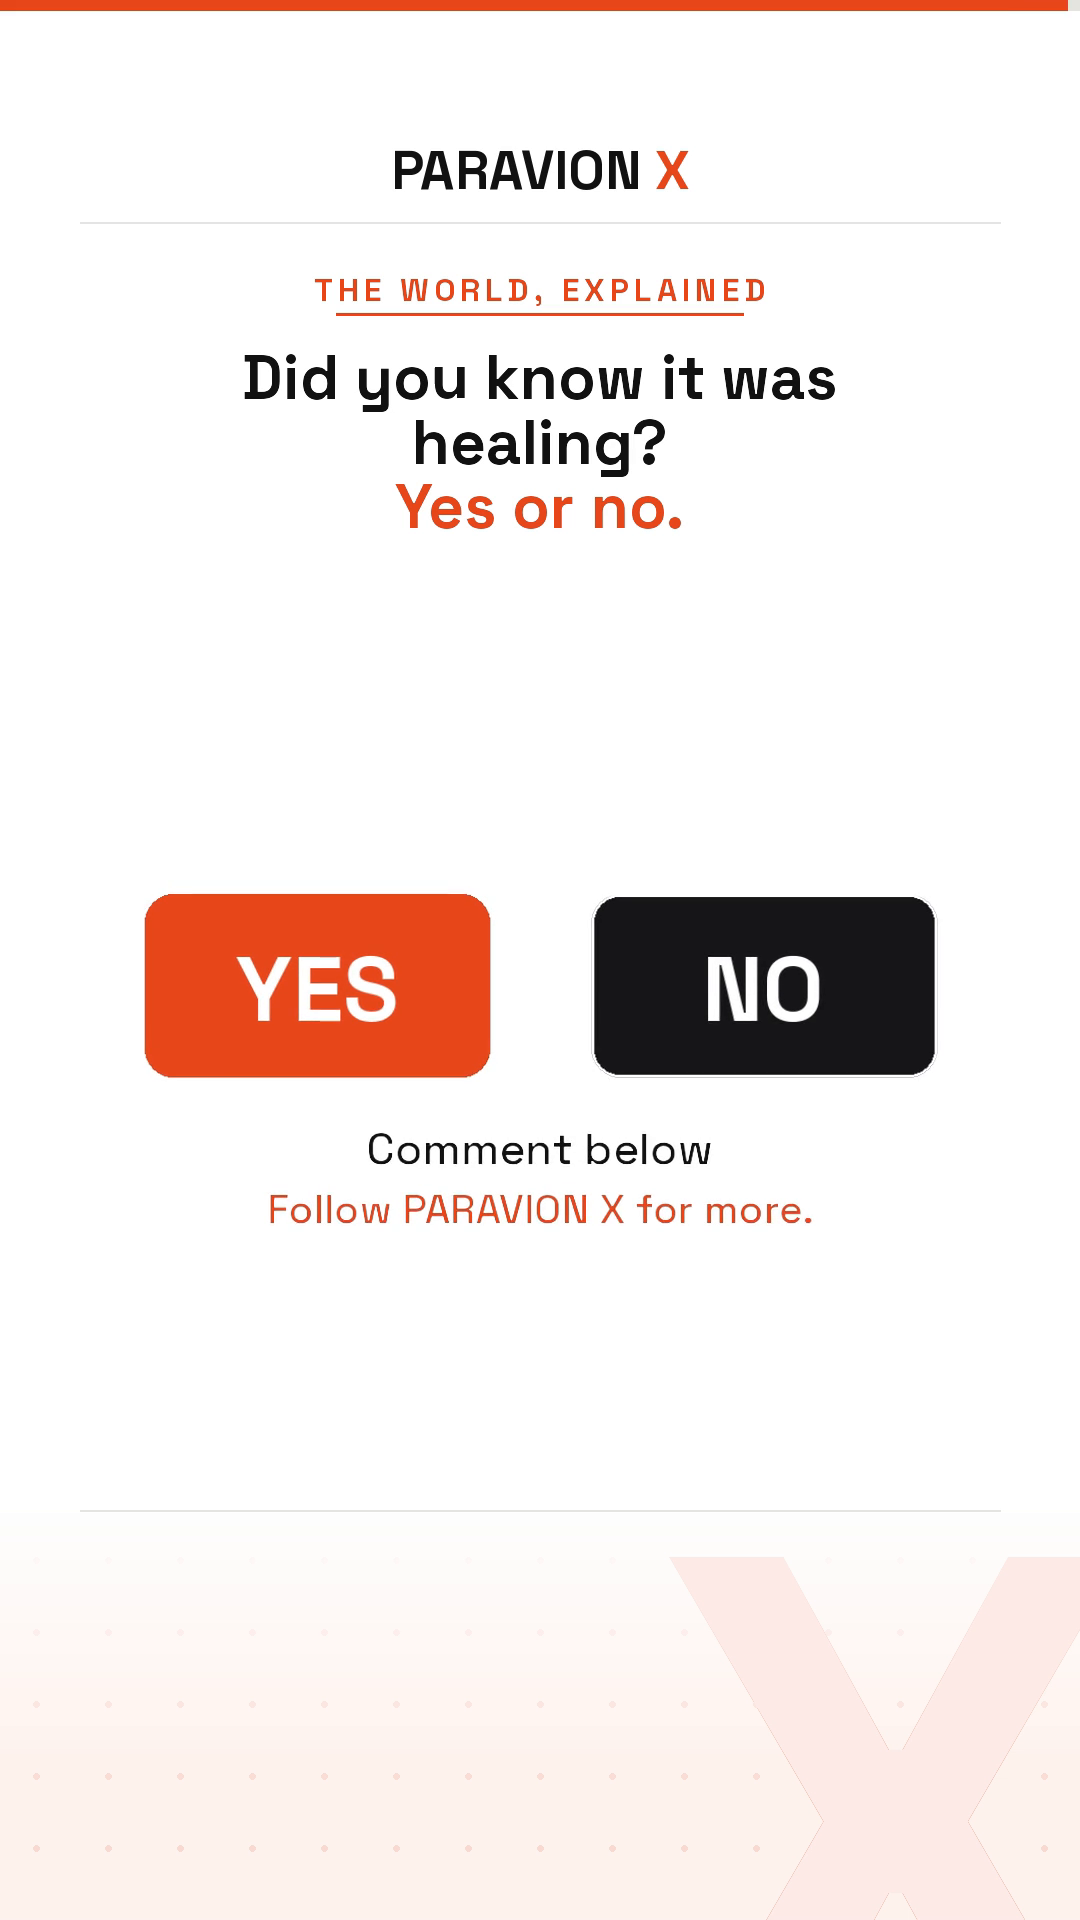 PARAVION X
THE WORLD, EXPLAINED
Did you know it was
healing?
Yes or no.
YES
NO
Comment below
Follow PARAVION X for more.
X